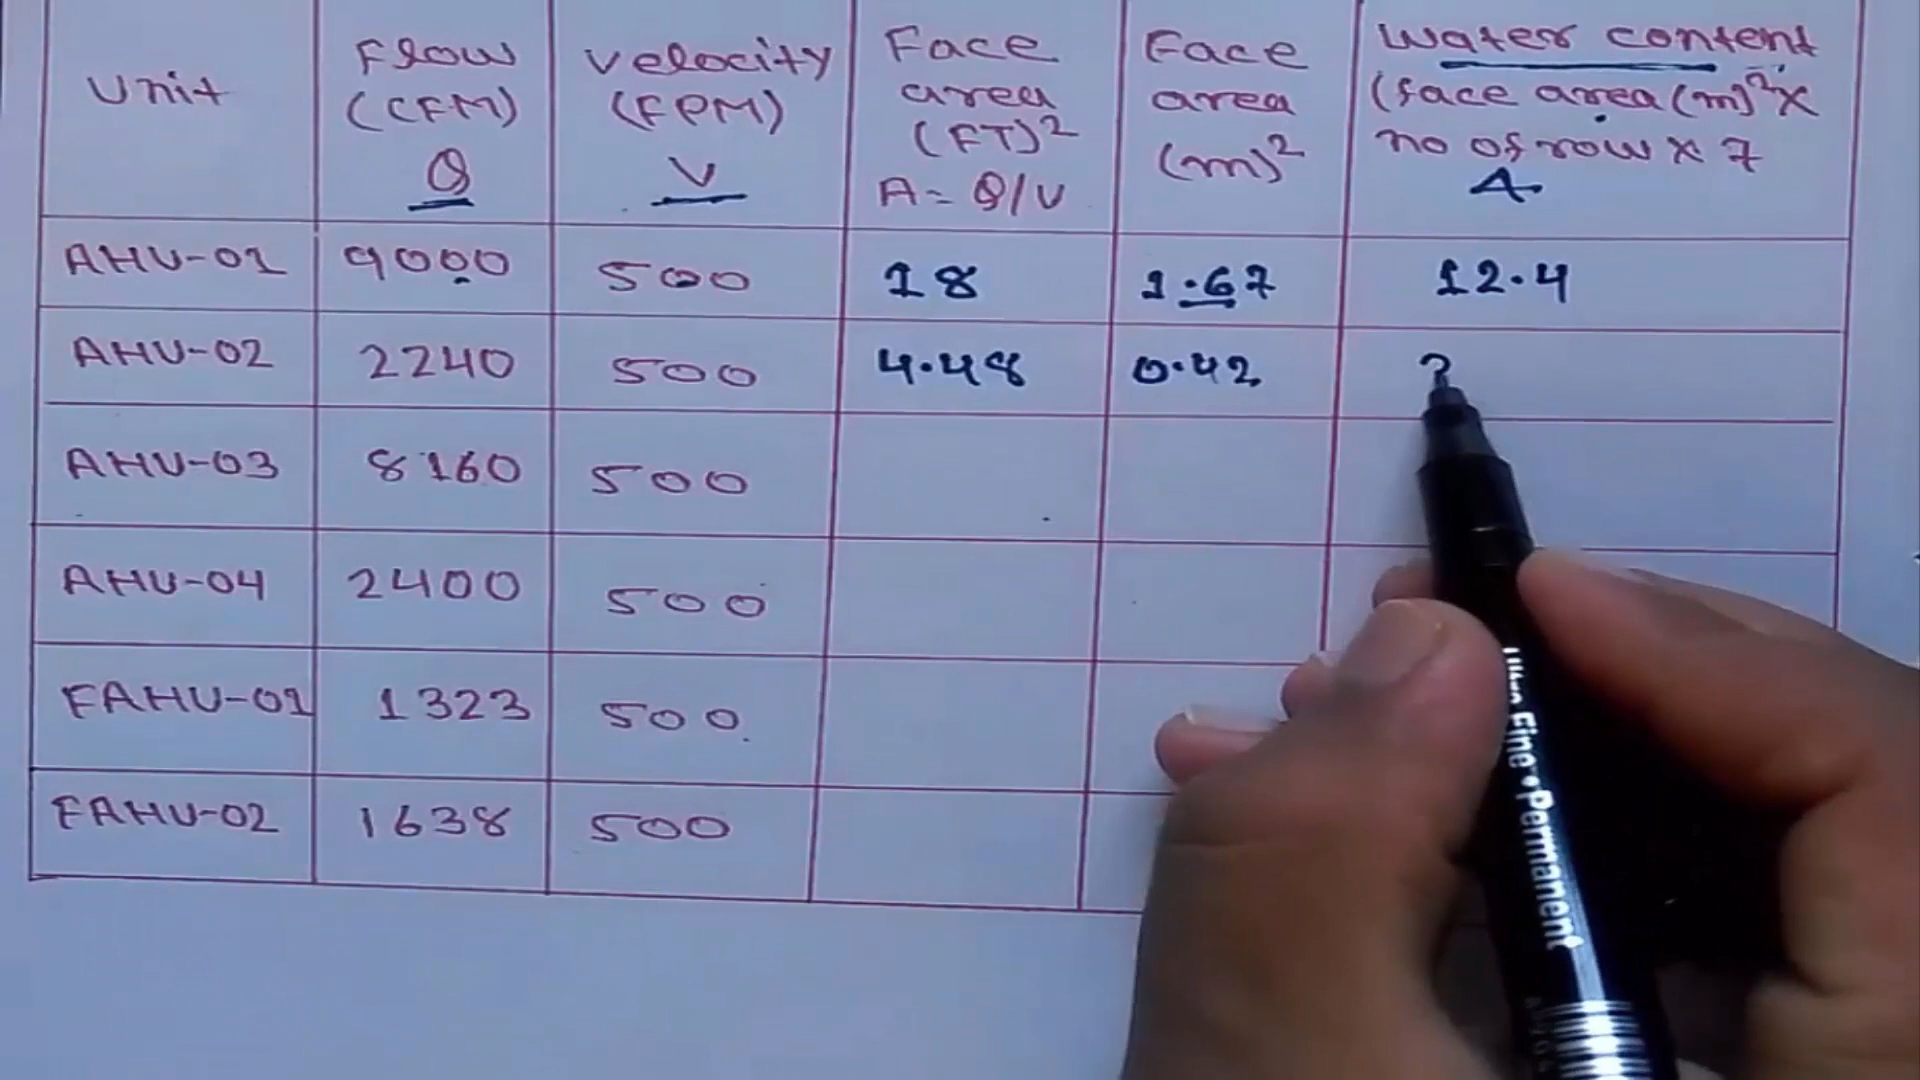 Unit
Flow
(CFM)
Q
velocity
(FPM)
V
Face
area
(FT)²
A = Q/V
Face
area
(m)²
Water content
(face area (m)² x
no of row x 7
4
AHU-01 9000 500 18 1.67 12.4
AHU-02 2240 500 4.48 0.42
AHU-03 8160 500
AHU-04 2400 500
FAHU-01 1323 500
FAHU-02 1638 500
Ultra Fine • Permanent